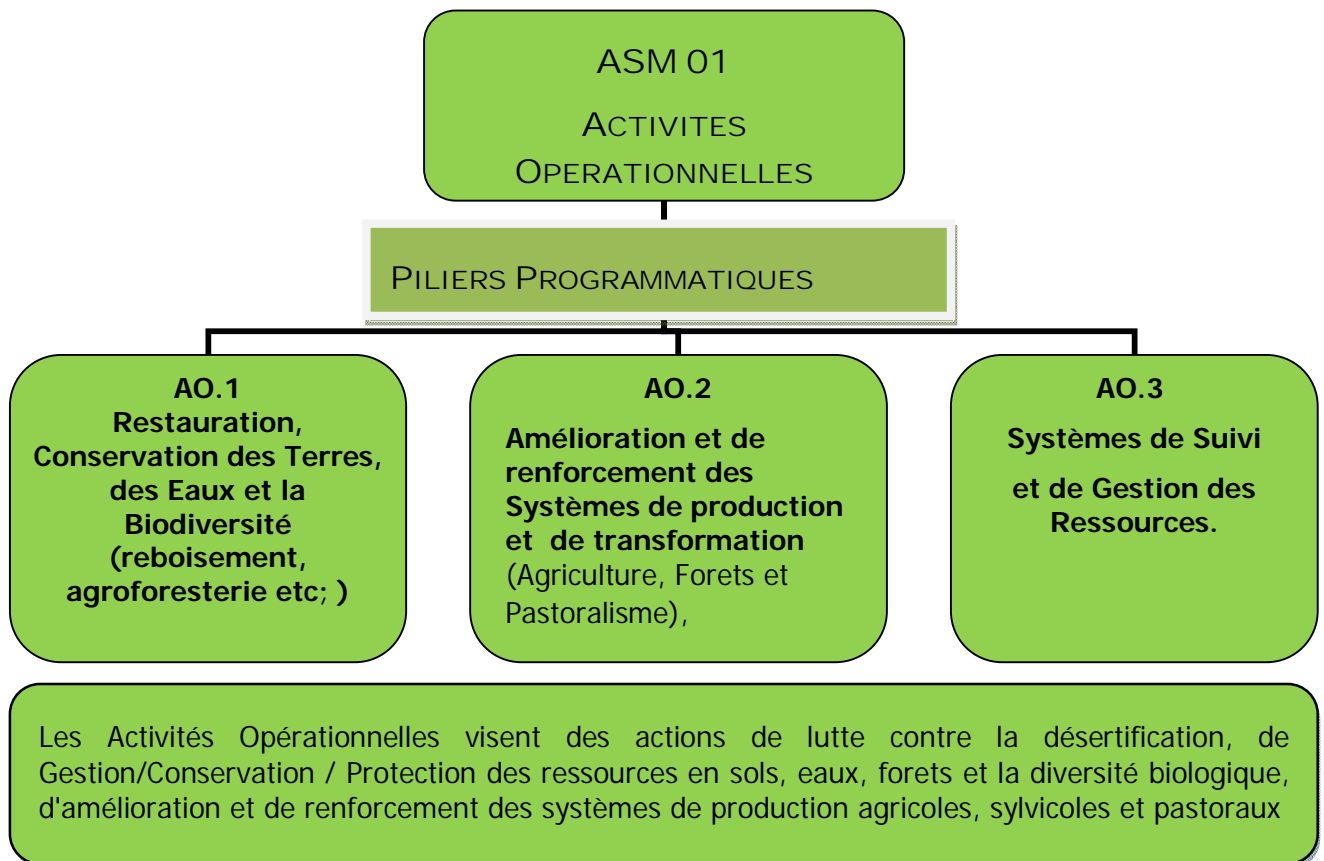 ASM 01
ACTIVITES
OPERATIONNELLES
PILIERS PROGRAMMATIQUES
AO.1
Restauration,
Conservation des Terres,
des Eaux et la
Biodiversité
(reboisement,
agroforesterie etc; )
AO.2
Amélioration et de
renforcement des
Systèmes de production
et de transformation
(Agriculture, Forets et
Pastoralisme),
AO.3
Systèmes de Suivi
et de Gestion des
Ressources.
Les Activités Opérationnelles visent des actions de lutte contre la désertification, de
Gestion/Conservation / Protection des ressources en sols, eaux, forets et la diversité biologique,
d'amélioration et de renforcement des systèmes de production agricoles, sylvicoles et pastoraux